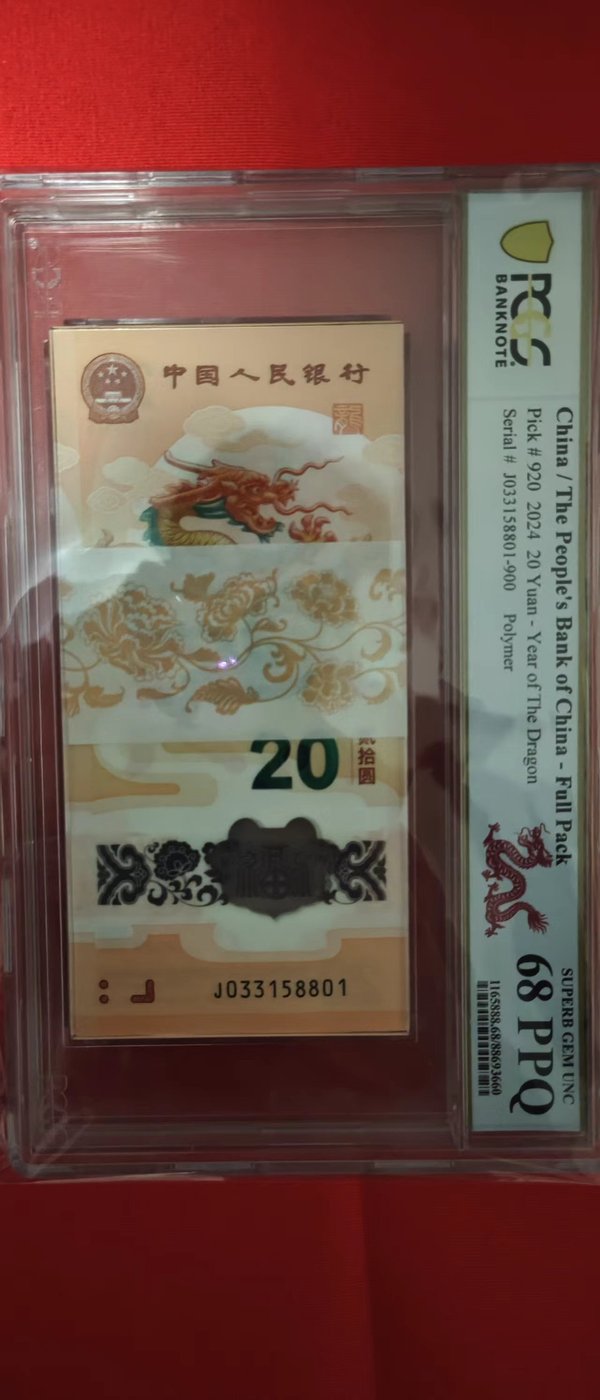 PCGS
BANKNOTE
China / The People's Bank of China - Full Pack
Pick # 920 2024 20 Yuan - Year of The Dragon
Serial # J033158801-900 Polymer
SUPERB GEM UNC
68 PPQ
1165888.68/88693660
中国人民银行
20
贰拾圆
J033158801